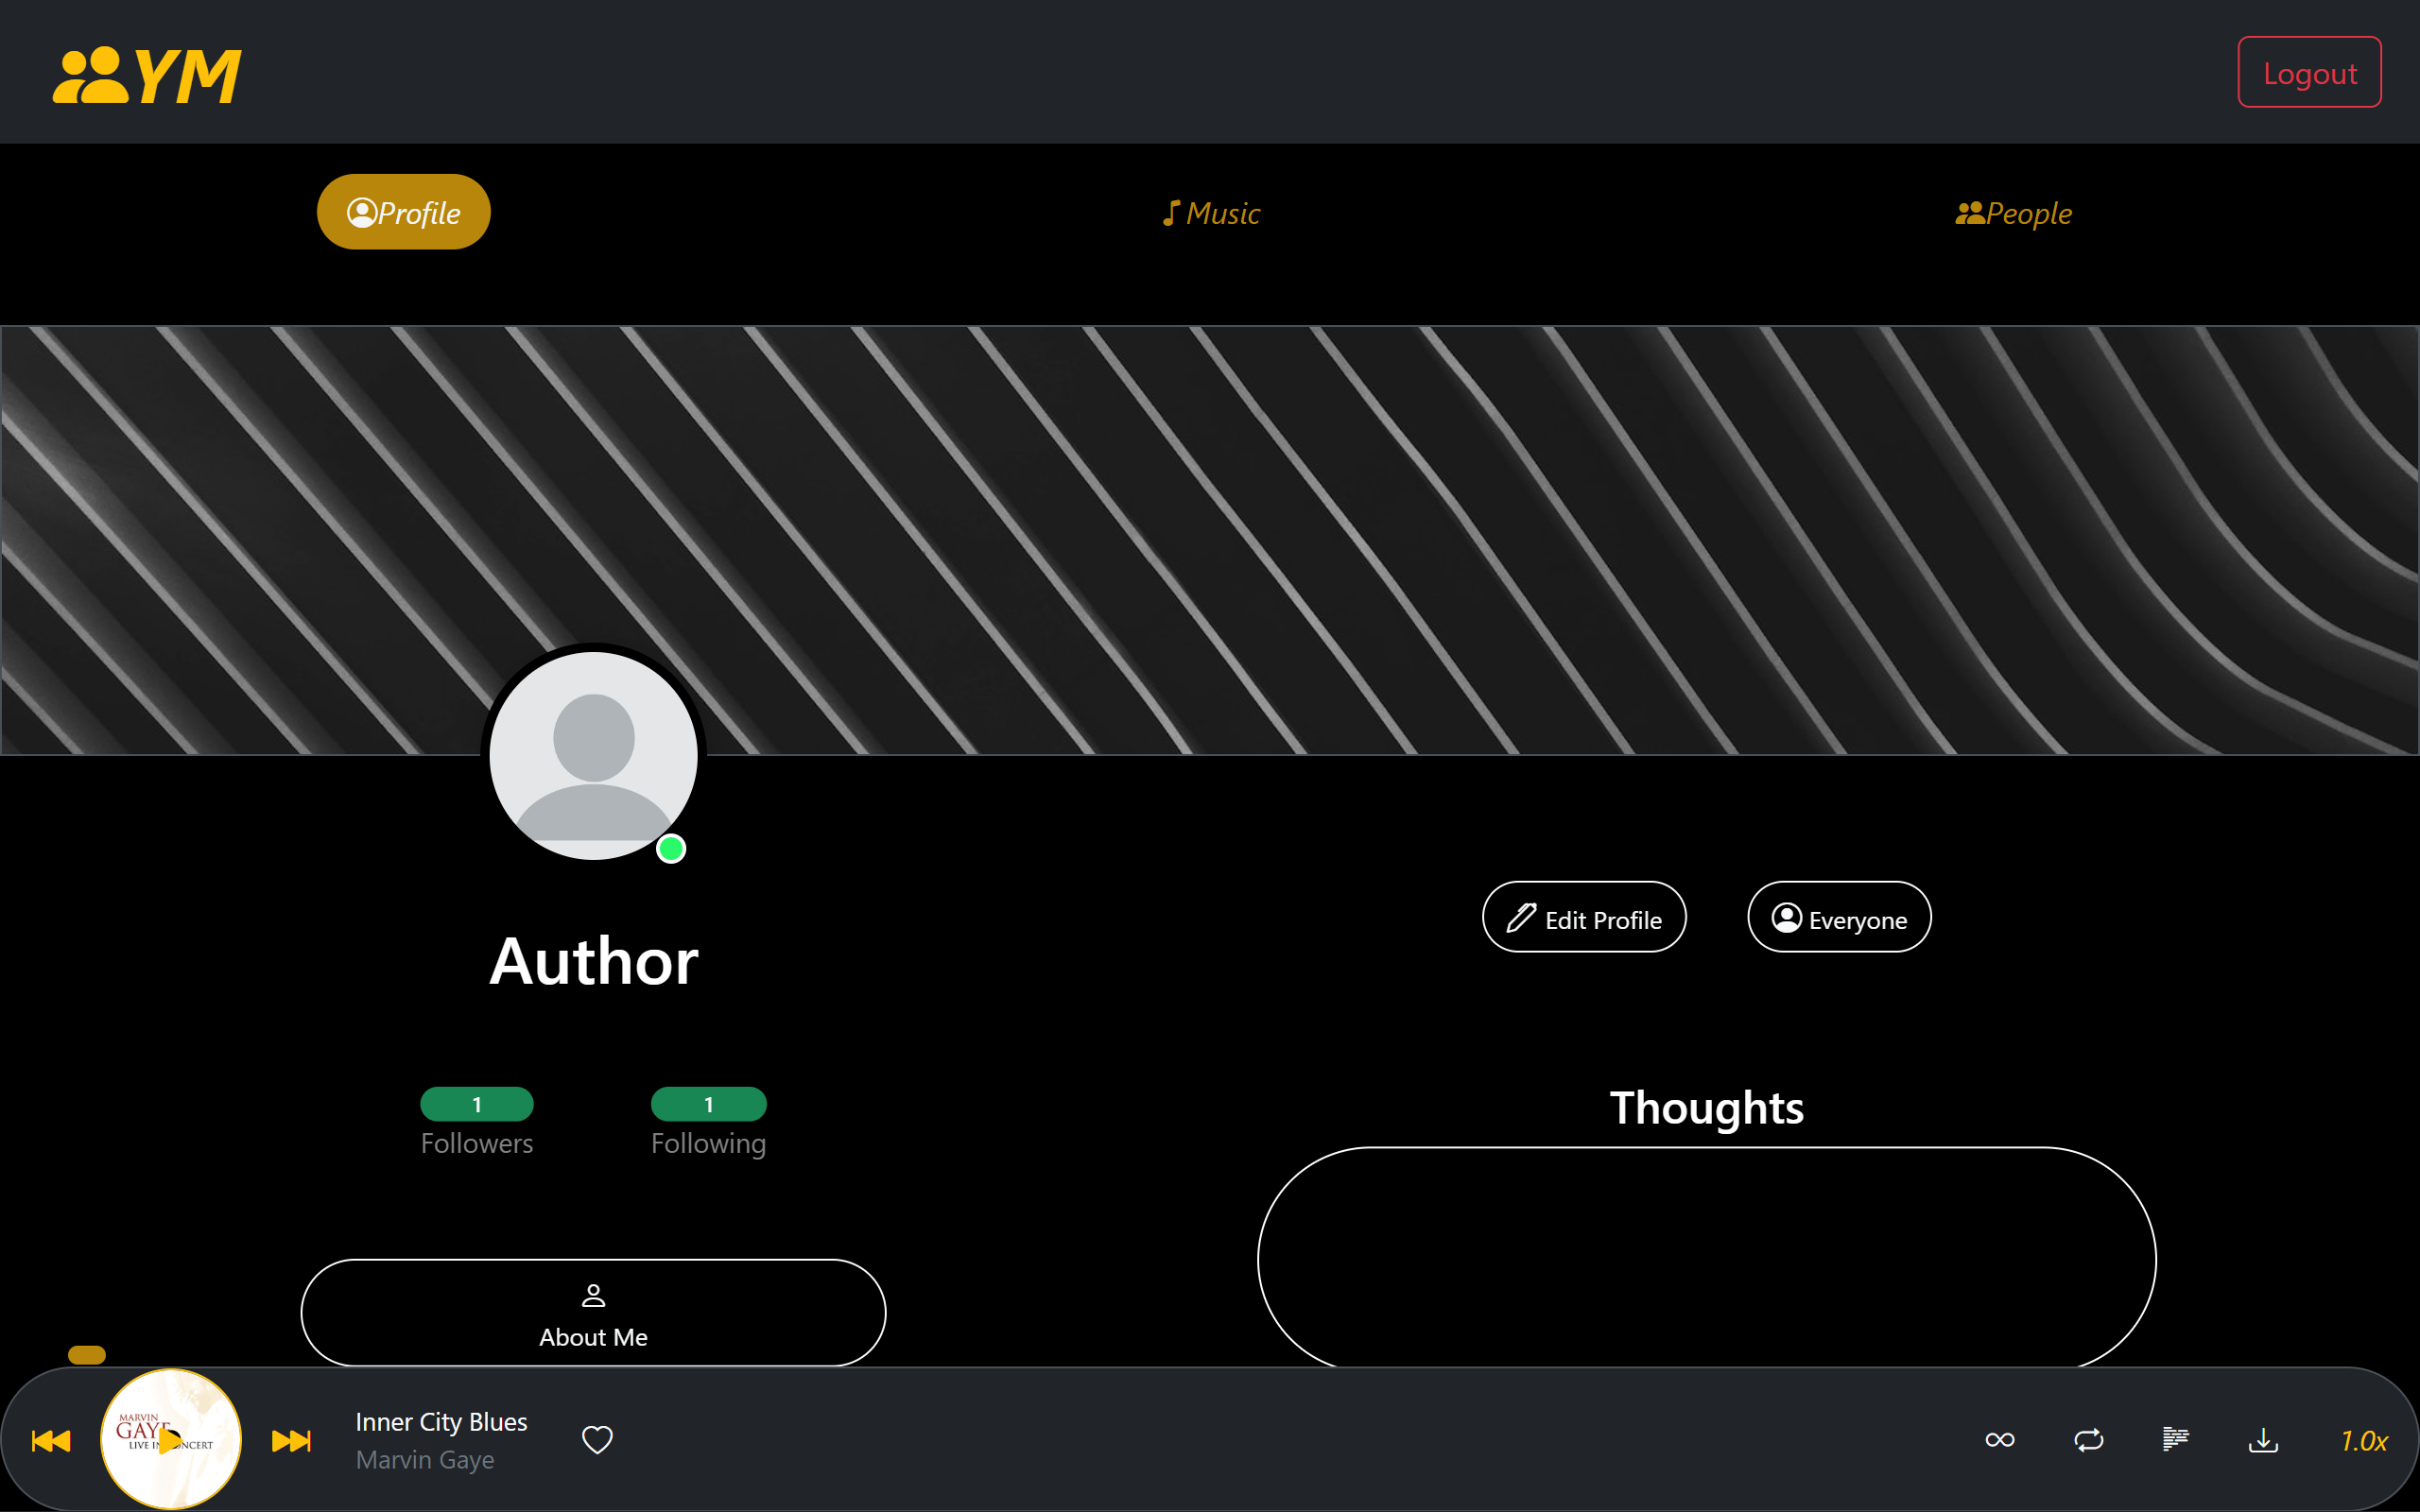 YM
Logout
Profile
Music
People
Author
Edit Profile
Everyone
1
Followers
1
Following
Thoughts
About Me
MARVIN
GAYE
LIVE IN CONCERT
Inner City Blues
Marvin Gaye
1.0x